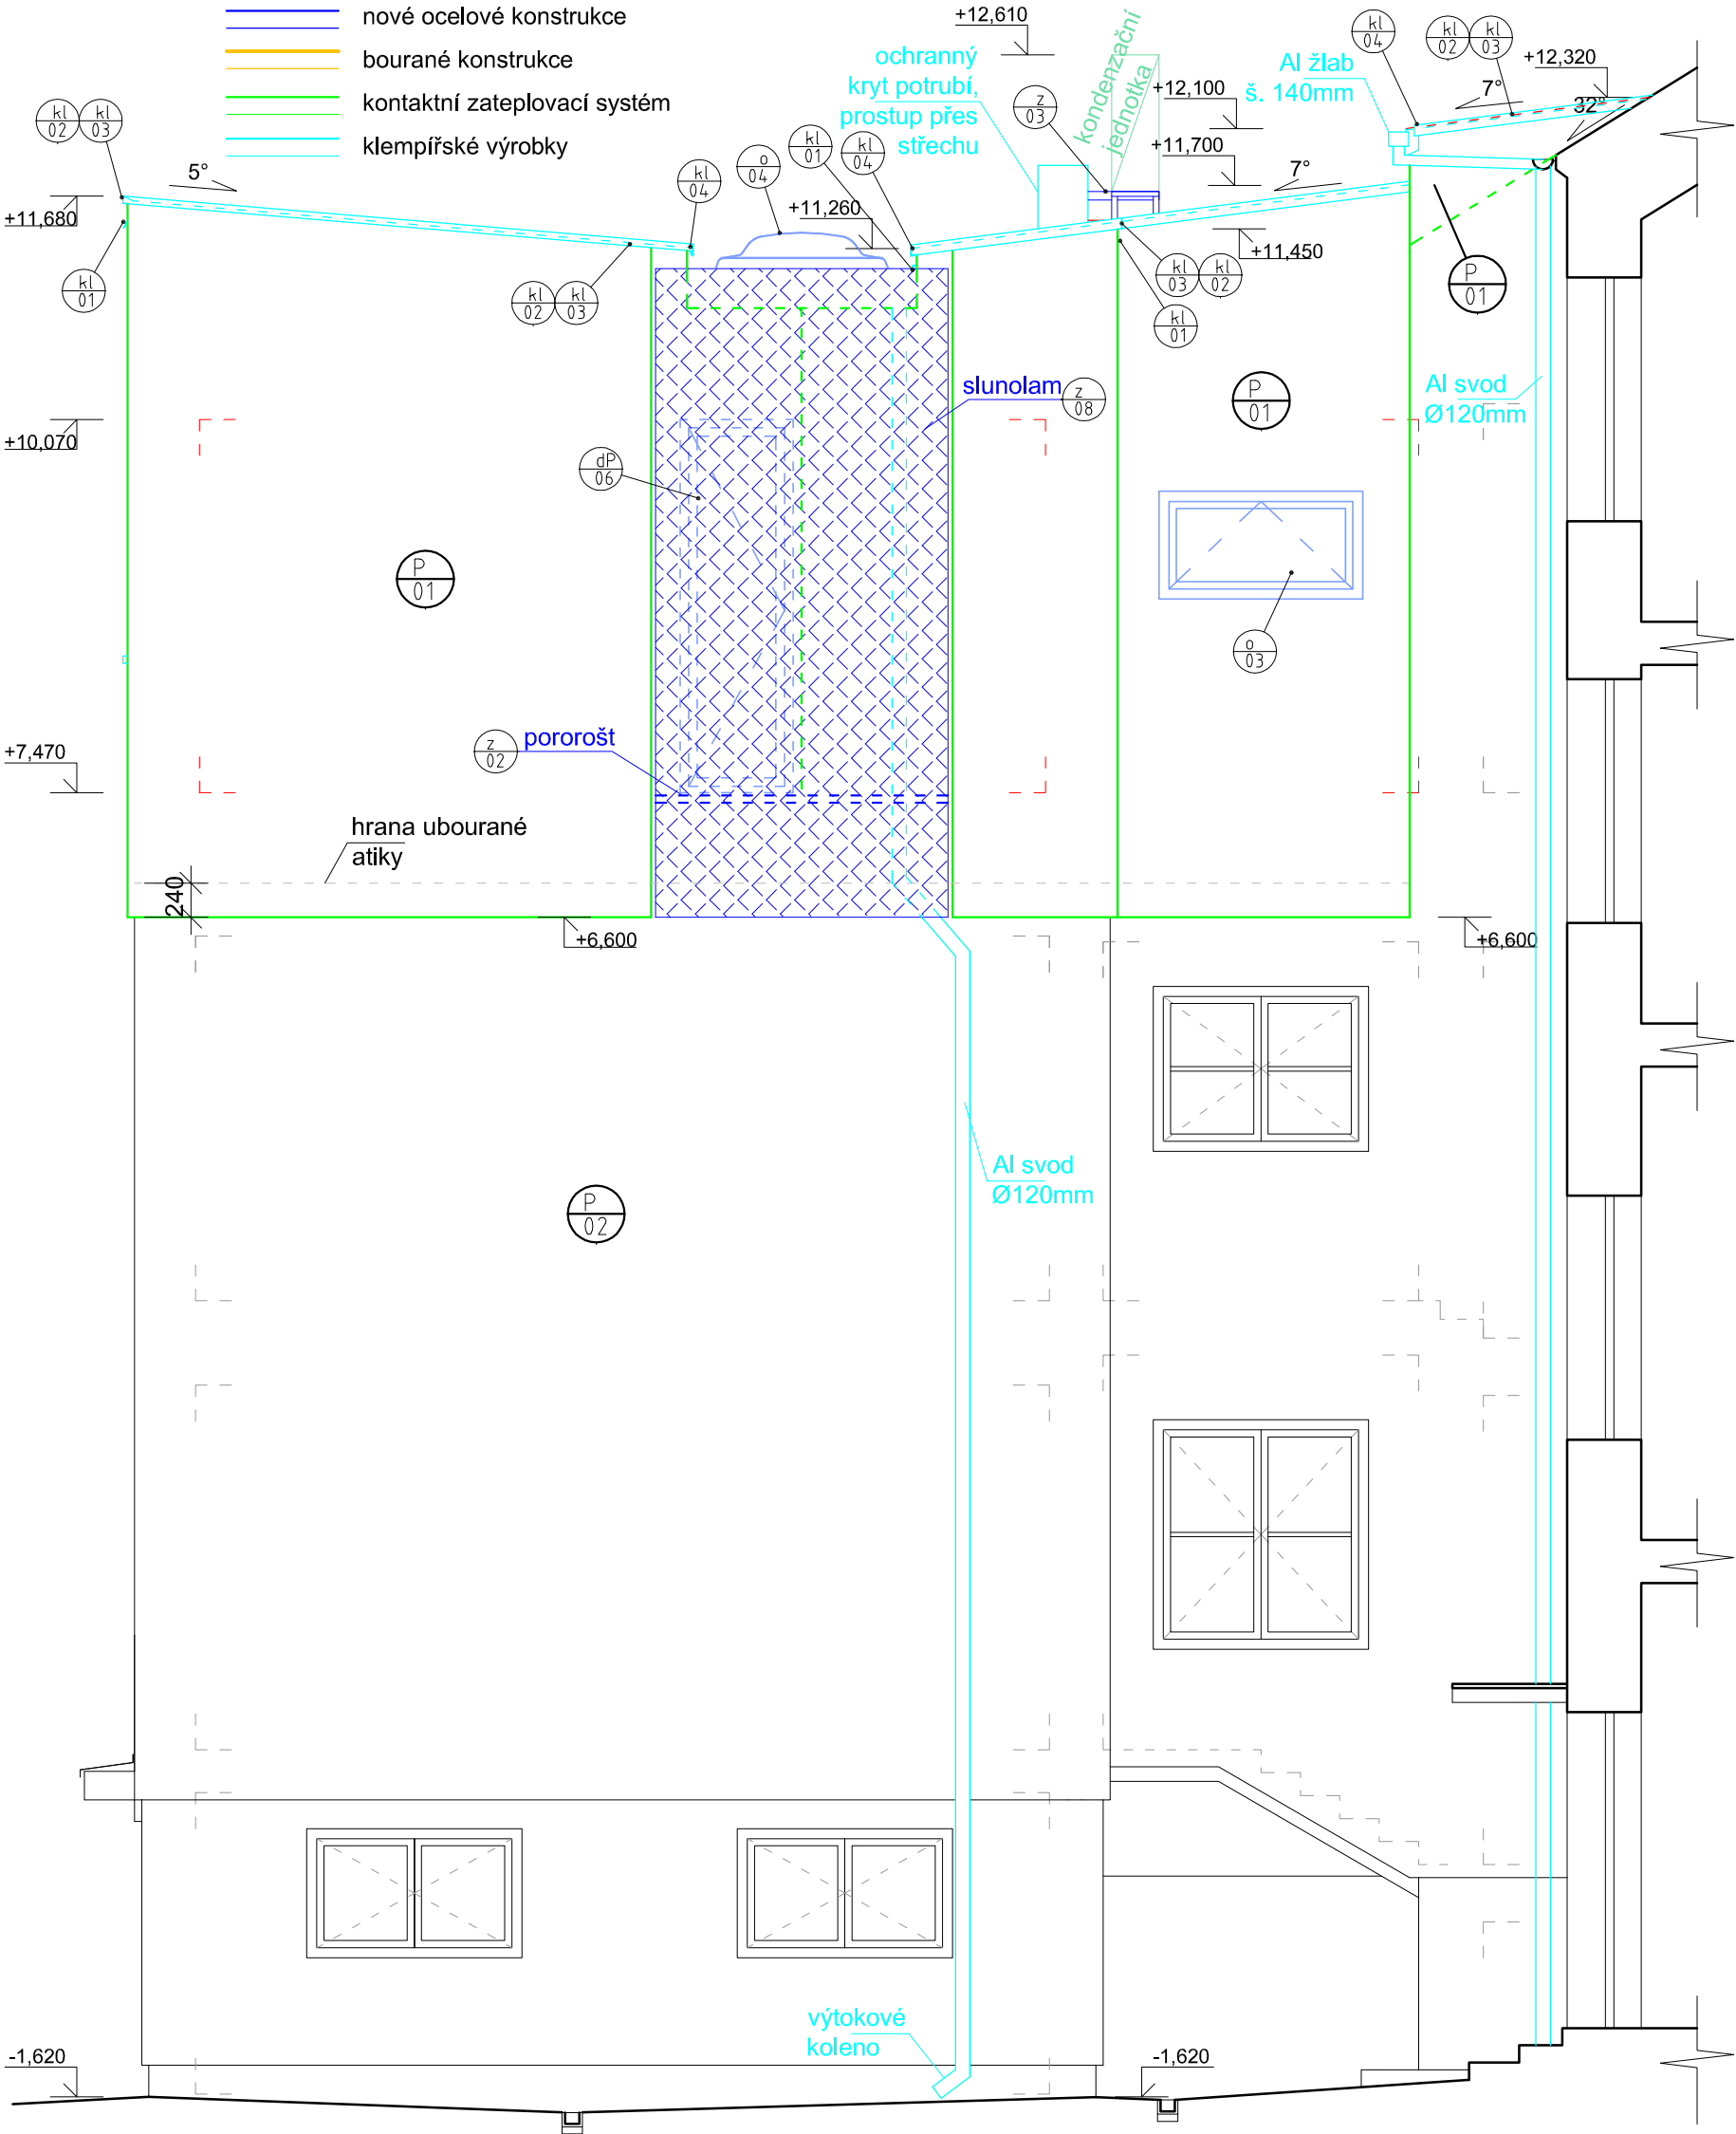 nové ocelové konstrukce
bourané konstrukce
kontaktní zateplovací systém
klempířské výrobky
+12,610
ochranný
kryt potrubí,
prostup přes
střechu
kondenzační
jednotka
Al žlab
š. 140mm
kl
04
kl
02
kl
03
+12,320
7°
32°
+12,100
+11,700
7°
z
03
kl
02
kl
03
5°
+11,680
kl
01
kl
04
o
04
kl
01
kl
04
+11,260
+11,450
kl
02
kl
03
kl
03
kl
02
kl
01
P
01
slunolam
z
08
P
01
Al svod
Ø120mm
+10,070
dP
06
P
01
o
03
+7,470
z
02
pororošt
hrana ubourané
atiky
240
+6,600
+6,600
Al svod
Ø120mm
P
02
výtokové
koleno
-1,620
-1,620